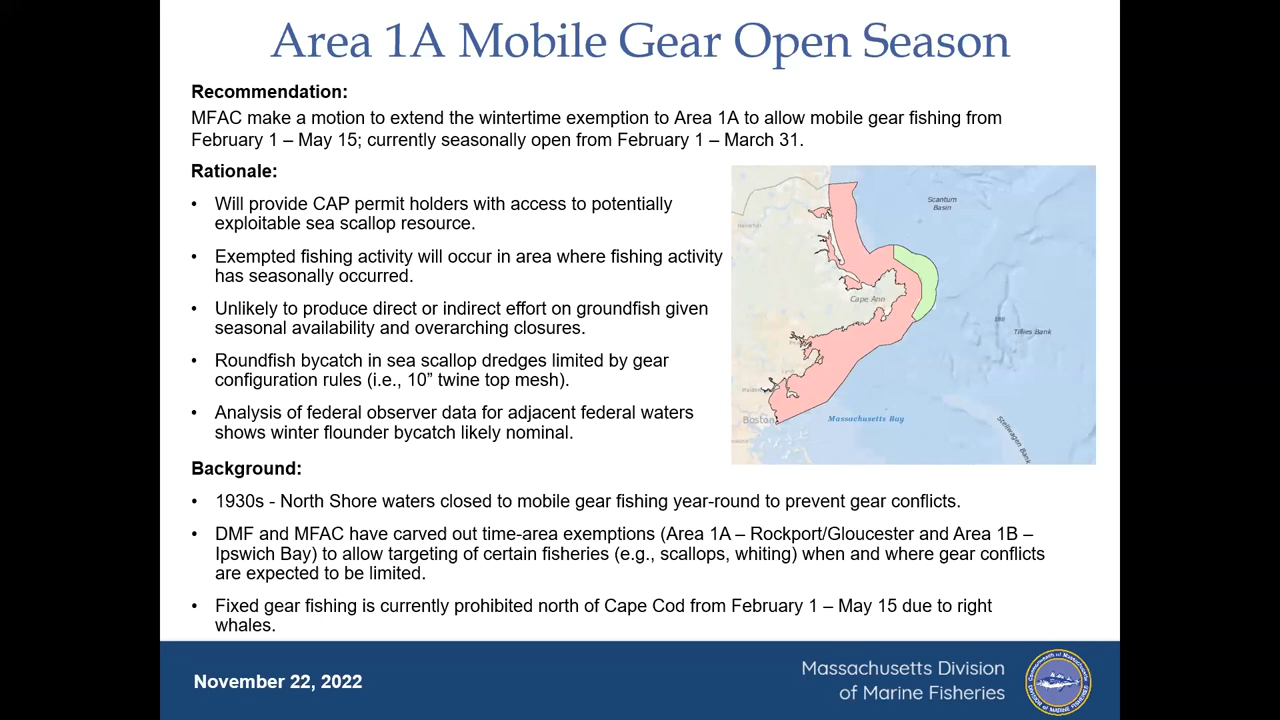 Area 1A Mobile Gear Open Season
Recommendation:
MFAC make a motion to extend the wintertime exemption to Area 1A to allow mobile gear fishing from
February 1 – May 15; currently seasonally open from February 1 – March 31.
Rationale:
• Will provide CAP permit holders with access to potentially
exploitable sea scallop resource.
• Exempted fishing activity will occur in area where fishing activity
has seasonally occurred.
• Unlikely to produce direct or indirect effort on groundfish given
seasonal availability and overarching closures.
• Roundfish bycatch in sea scallop dredges limited by gear
configuration rules (i.e., 10” twine top mesh).
• Analysis of federal observer data for adjacent federal waters
shows winter flounder bycatch likely nominal.
Scantum
Basin
Cape Ann
Tillies Bank
Massachusetts Bay
Boston
Stellwagen Bank
Background:
• 1930s - North Shore waters closed to mobile gear fishing year-round to prevent gear conflicts.
• DMF and MFAC have carved out time-area exemptions (Area 1A – Rockport/Gloucester and Area 1B –
Ipswich Bay) to allow targeting of certain fisheries (e.g., scallops, whiting) when and where gear conflicts
are expected to be limited.
• Fixed gear fishing is currently prohibited north of Cape Cod from February 1 – May 15 due to right
whales.
November 22, 2022
Massachusetts Division
of Marine Fisheries